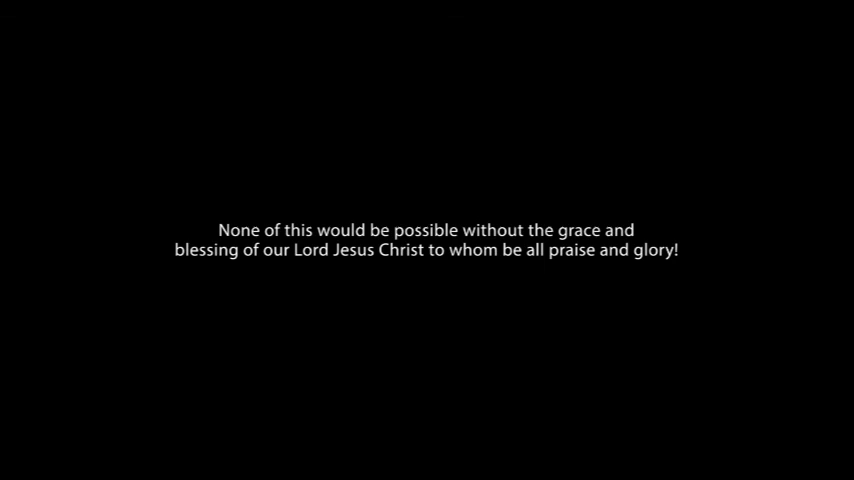 None of this would be possible without the grace and
blessing of our Lord Jesus Christ to whom be all praise and glory!